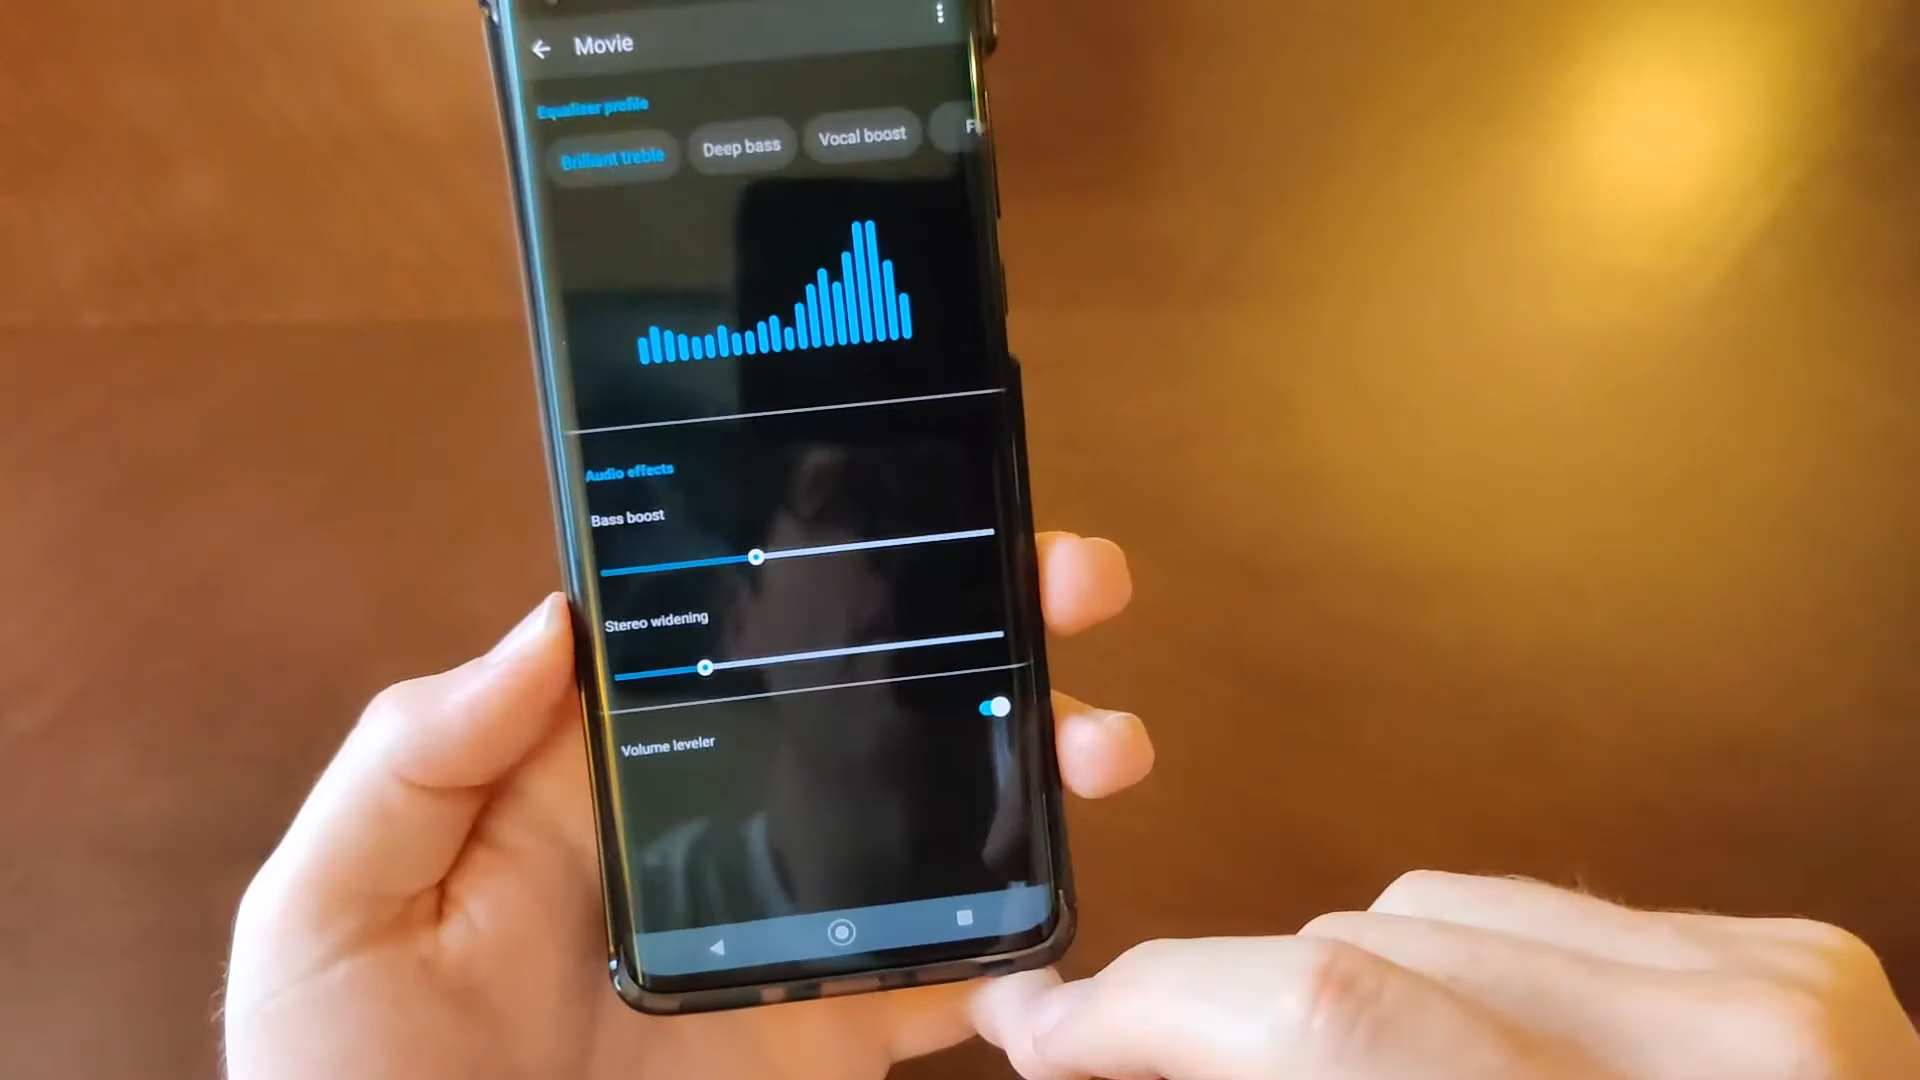 Movie
Equalizer profile
Brilliant treble
Deep bass
Vocal boost
Audio effects
Bass boost
Stereo widening
Volume leveler